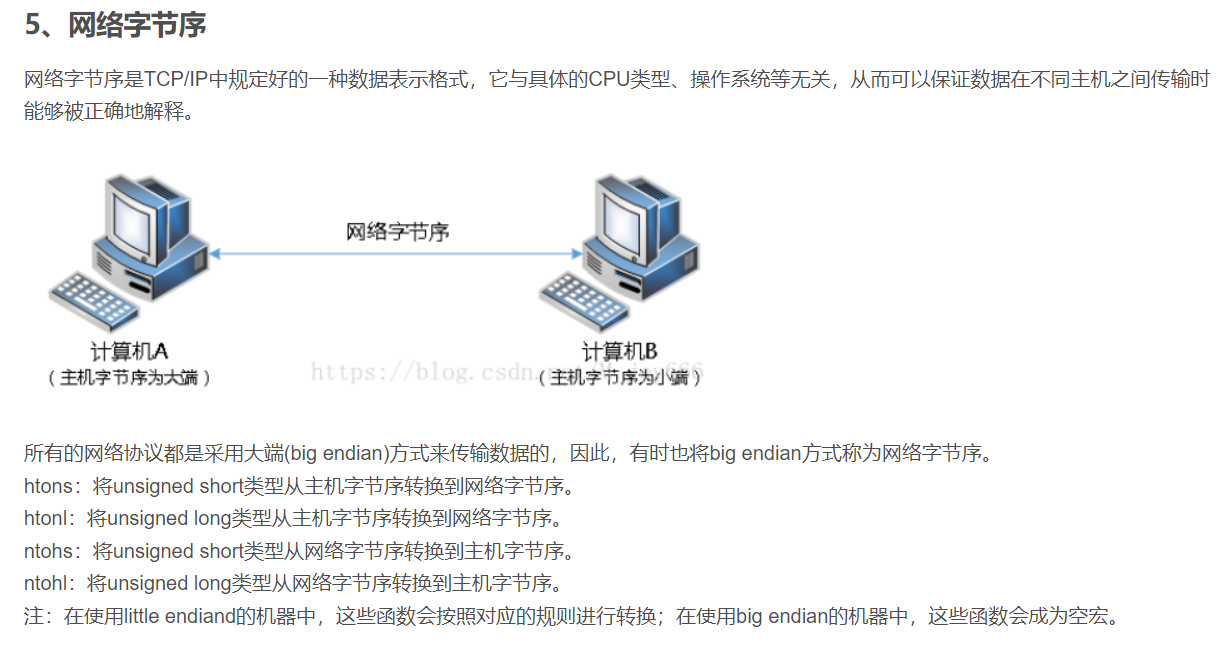 5、网络字节序
网络字节序是TCP/IP中规定好的一种数据表示格式，它与具体的CPU类型、操作系统等无关，从而可以保证数据在不同主机之间传输时
能够被正确地解释。
网络字节序
计算机A
（主机字节序为大端）
计算机B
（主机字节序为小端）
https://blog.csdn.
所有的网络协议都是采用大端(big endian)方式来传输数据的，因此，有时也将big endian方式称为网络字节序。
htons：将unsigned short类型从主机字节序转换到网络字节序。
htonl：将unsigned long类型从主机字节序转换到网络字节序。
ntohs：将unsigned short类型从网络字节序转换到主机字节序。
ntohl：将unsigned long类型从网络字节序转换到主机字节序。
注：在使用little endiand的机器中，这些函数会按照对应的规则进行转换；在使用big endian的机器中，这些函数会成为空宏。